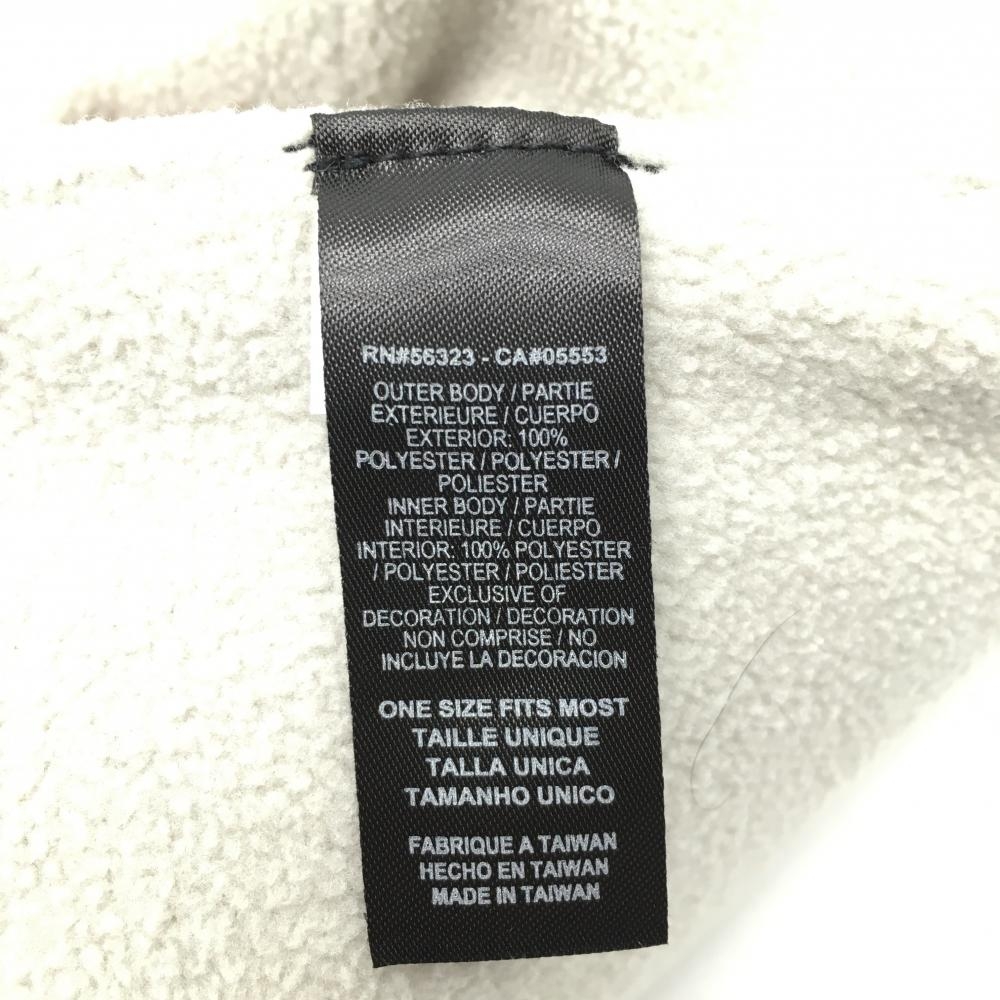 RN#56323 - CA#05553
OUTER BODY / PARTIE
EXTERIEURE / CUERPO
EXTERIOR: 100%
POLYESTER / POLYESTER /
POLIESTER
INNER BODY / PARTIE
INTERIEURE / CUERPO
INTERIOR: 100% POLYESTER
/ POLYESTER / POLIESTER
EXCLUSIVE OF
DECORATION / DECORATION
NON COMPRISE / NO
INCLUYE LA DECORACION
ONE SIZE FITS MOST
TAILLE UNIQUE
TALLA UNICA
TAMANHO UNICO
FABRIQUE A TAIWAN
HECHO EN TAIWAN
MADE IN TAIWAN